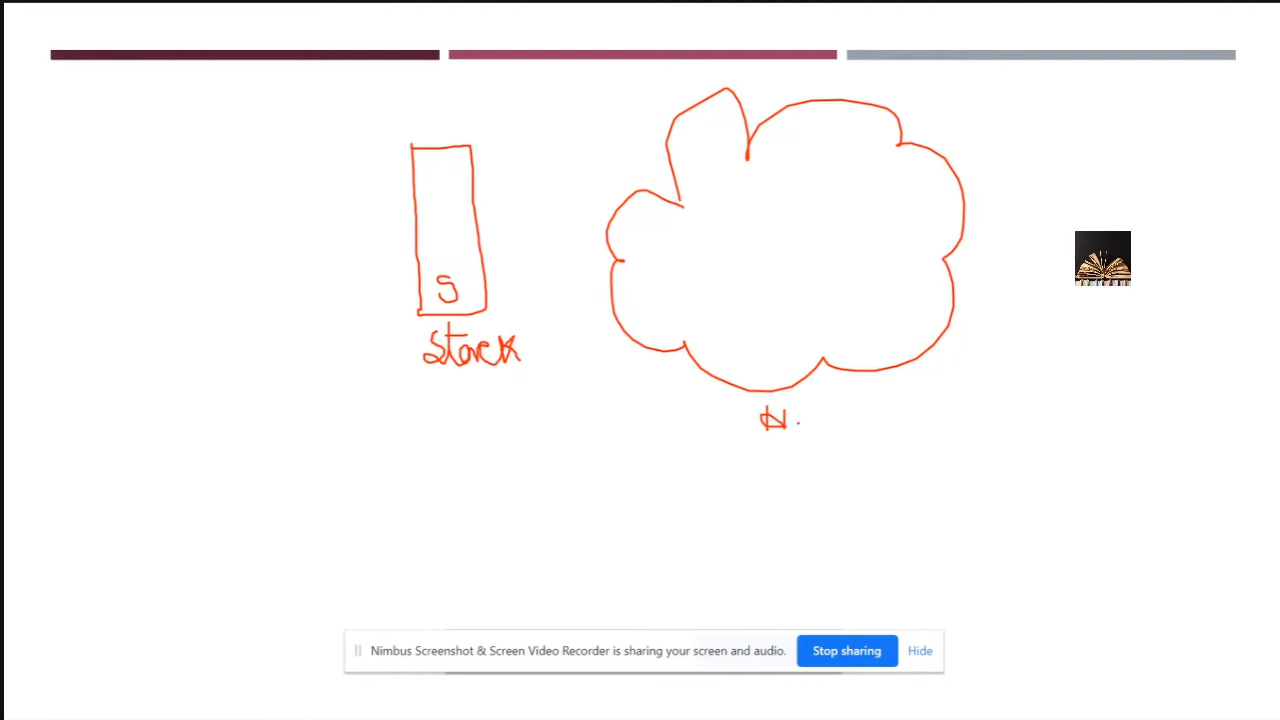 S
Stack
Nimbus Screenshot & Screen Video Recorder is sharing your screen and audio. Stop sharing Hide